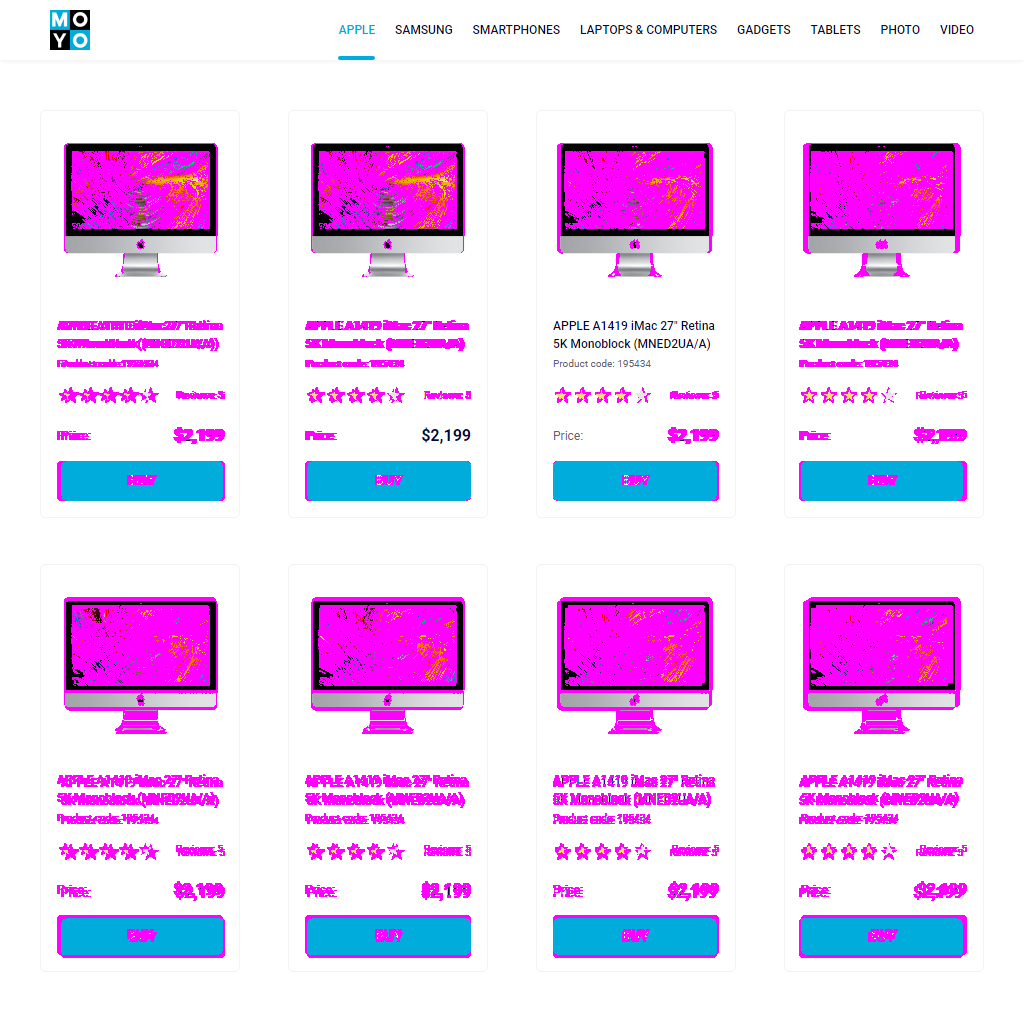 MO
YO
APPLE SAMSUNG SMARTPHONES LAPTOPS & COMPUTERS GADGETS TABLETS PHOTO VIDEO
APPLE A1419 iMac 27" Retina
5K Monoblock (MNED2UA/A)
Product code: 195434
Reviews: 5
Price: $2,199
BUY
APPLE A1419 iMac 27" Retina
5K Monoblock (MNED2UA/A)
Product code: 195434
Reviews: 5
Price: $2,199
BUY
APPLE A1419 iMac 27" Retina
5K Monoblock (MNED2UA/A)
Product code: 195434
Reviews: 5
Price: $2,199
BUY
APPLE A1419 iMac 27" Retina
5K Monoblock (MNED2UA/A)
Product code: 195434
Reviews: 5
Price: $2,199
BUY
APPLE A1419 iMac 27" Retina
5K Monoblock (MNED2UA/A)
Product code: 195434
Reviews: 5
Price: $2,199
BUY
APPLE A1419 iMac 27" Retina
5K Monoblock (MNED2UA/A)
Product code: 195434
Reviews: 5
Price: $2,199
BUY
APPLE A1419 iMac 27" Retina
5K Monoblock (MNED2UA/A)
Product code: 195434
Reviews: 5
Price: $2,199
BUY
APPLE A1419 iMac 27" Retina
5K Monoblock (MNED2UA/A)
Product code: 195434
Reviews: 5
Price: $2,199
BUY